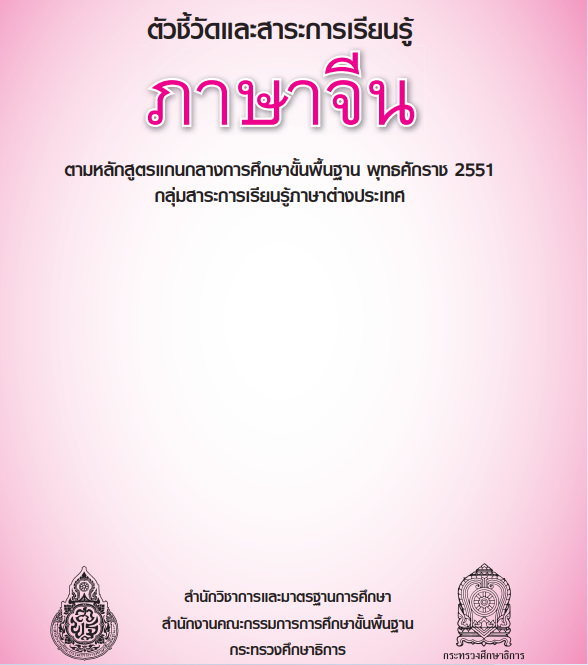 ตัวชี้วัดและสาระการเรียนรู้
ภาษาจีน
ตามหลักสูตรแกนกลางการศึกษาขั้นพื้นฐาน พุทธศักราช 2551
กลุ่มสาระการเรียนรู้ภาษาต่างประเทศ
สำนักวิชาการและมาตรฐานการศึกษา
สำนักงานคณะกรรมการการศึกษาขั้นพื้นฐาน
กระทรวงศึกษาธิการ
กระทรวงศึกษาธิการ